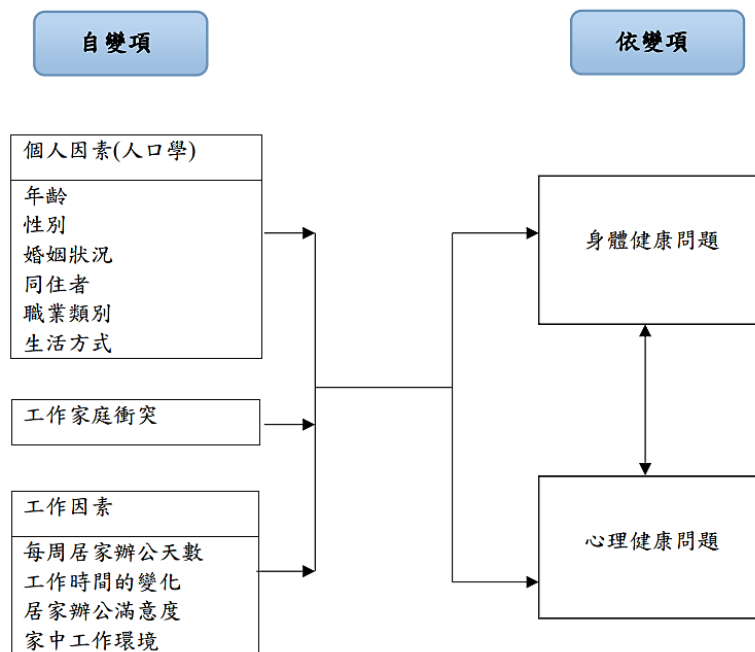 自變項
依變項
個人因素(人口學)
年齡
性別
婚姻狀況
同住者
職業類別
生活方式
工作家庭衝突
工作因素
每周居家辦公天數
工作時間的變化
居家辦公滿意度
家中工作環境
身體健康問題
心理健康問題